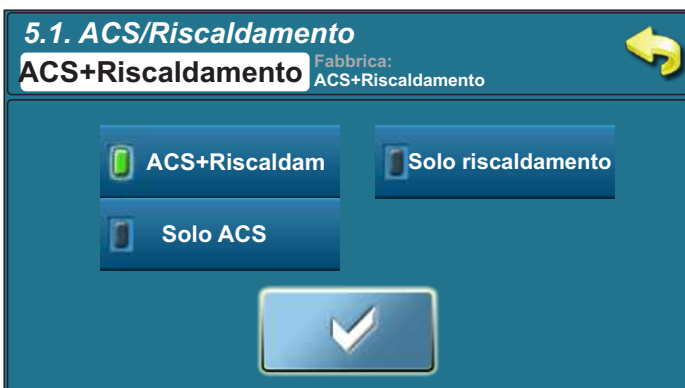 5.1. ACS/Riscaldamento
ACS+Riscaldamento
Fabbrica:
ACS+Riscaldamento
ACS+Riscaldam
Solo riscaldamento
Solo ACS